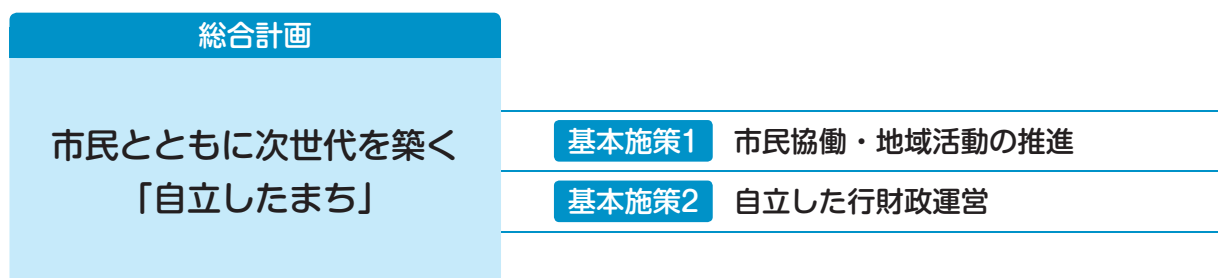 総合計画
市民とともに次世代を築く
「自立したまち」
基本施策1 市民協働・地域活動の推進
基本施策2 自立した行財政運営